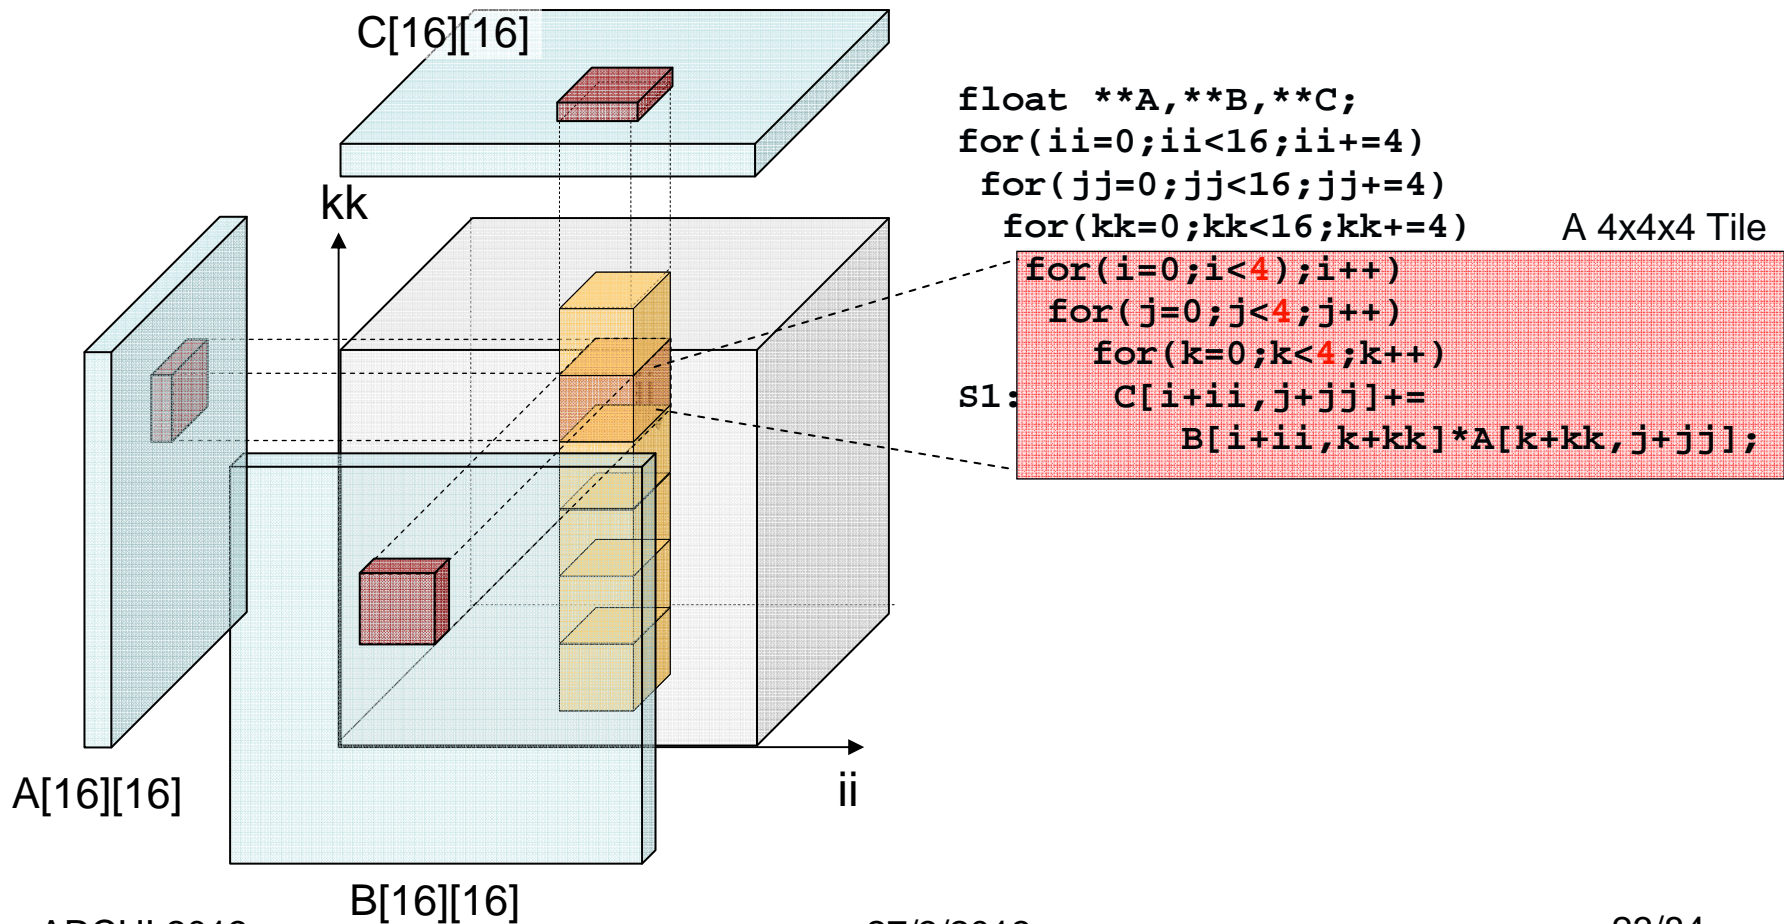 C[16][16]
kk
float **A,**B,**C;
for(ii=0;ii<16;ii+=4)
for(jj=0;jj<16;jj+=4)
for(kk=0;kk<16;kk+=4)
A 4x4x4 Tile
for(i=0;i<4);i++)
for(j=0;j<4;j++)
for(k=0;k<4;k++)
S1: C[i+ii,j+jj]+=
B[i+ii,k+kk]*A[k+kk,j+jj];
A[16][16]
ii
B[16][16]